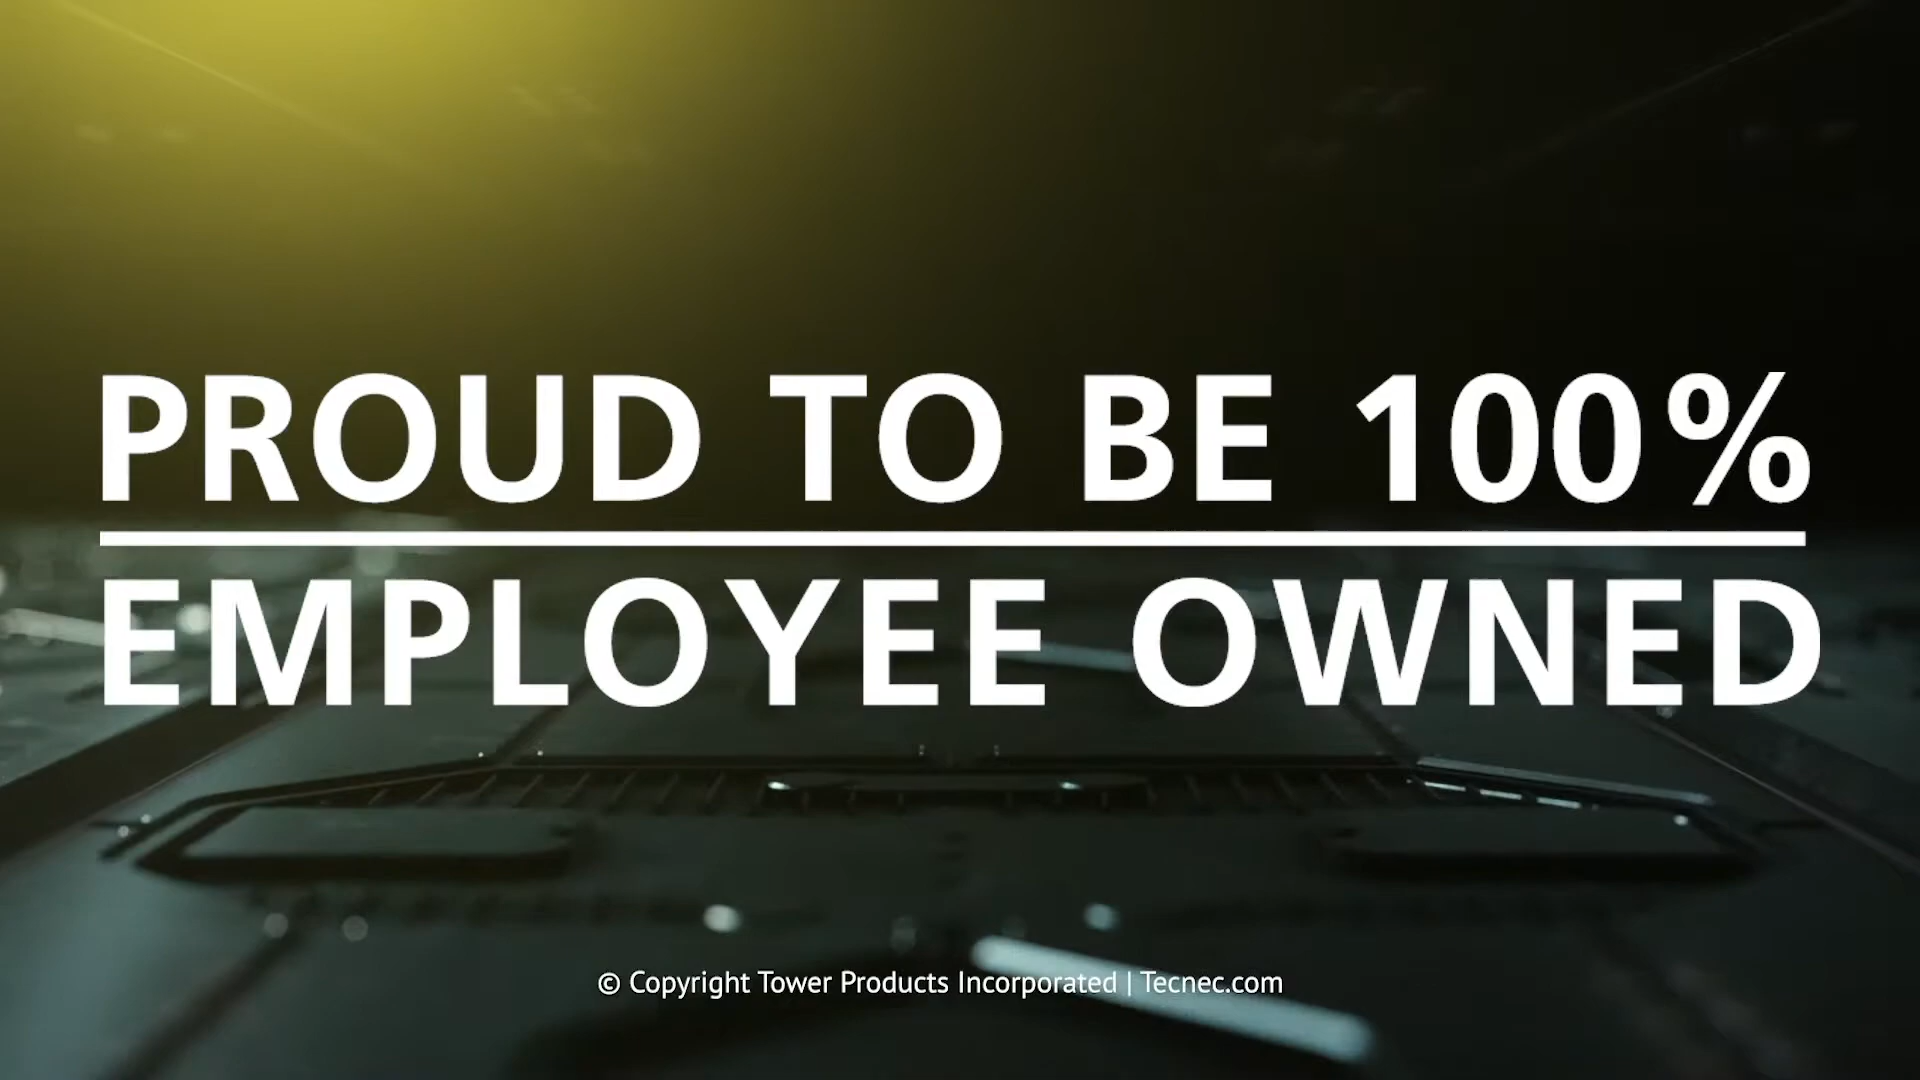 PROUD TO BE 100%
EMPLOYEE OWNED
© Copyright Tower Products Incorporated | Tecnec.com